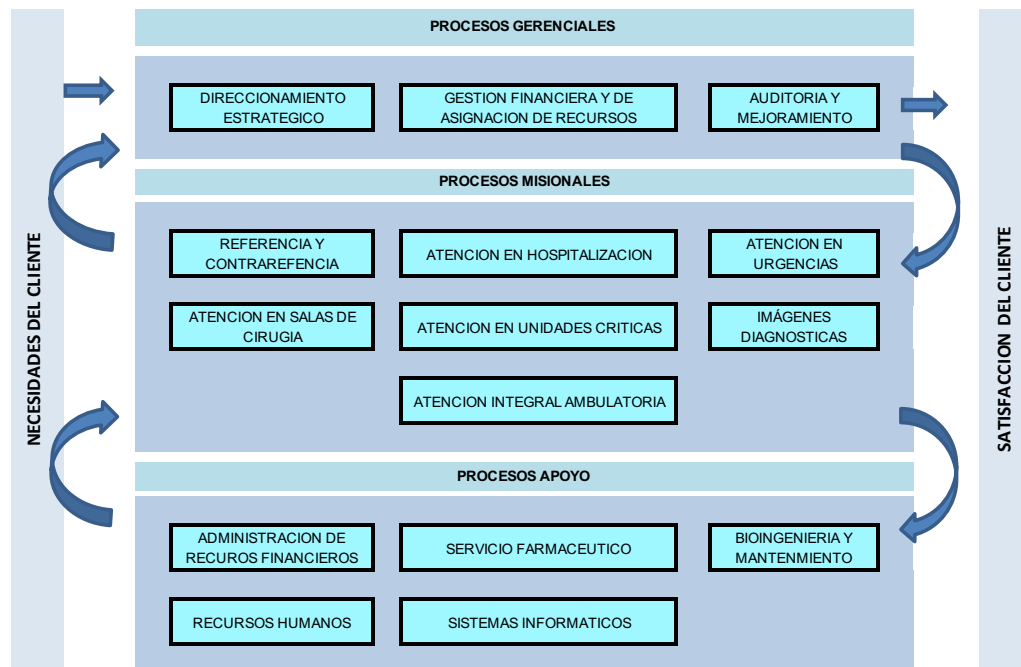 NECESIDADES DEL CLIENTE
PROCESOS GERENCIALES
DIRECCIONAMIENTO
ESTRATEGICO
GESTION FINANCIERA Y DE
ASIGNACION DE RECURSOS
AUDITORIA Y
MEJORAMIENTO
PROCESOS MISIONALES
REFERENCIA Y
CONTRAREFENCIA
ATENCION EN HOSPITALIZACION
ATENCION EN
URGENCIAS
ATENCION EN SALAS DE
CIRUGIA
ATENCION EN UNIDADES CRITICAS
IMÁGENES
DIAGNOSTICAS
ATENCION INTEGRAL AMBULATORIA
PROCESOS APOYO
ADMINISTRACION DE
RECUROS FINANCIEROS
SERVICIO FARMACEUTICO
BIOINGENIERIA Y
MANTENMIENTO
RECURSOS HUMANOS
SISTEMAS INFORMATICOS
SATISFACCION DEL CLIENTE